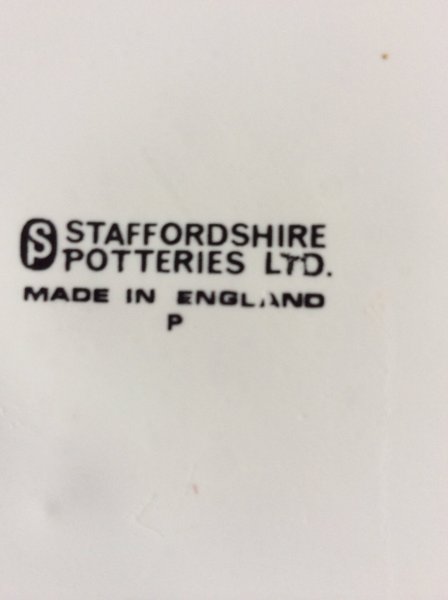 SP STAFFORDSHIRE
POTTERIES LTD.
MADE IN ENGLAND
P